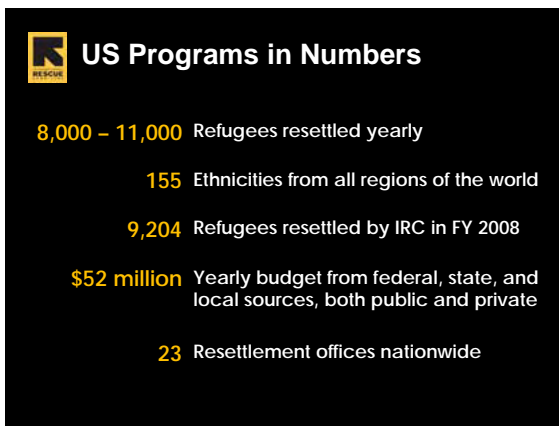 RESCUE
US Programs in Numbers
8,000 – 11,000 Refugees resettled yearly
155 Ethnicities from all regions of the world
9,204 Refugees resettled by IRC in FY 2008
$52 million Yearly budget from federal, state, and
local sources, both public and private
23 Resettlement offices nationwide